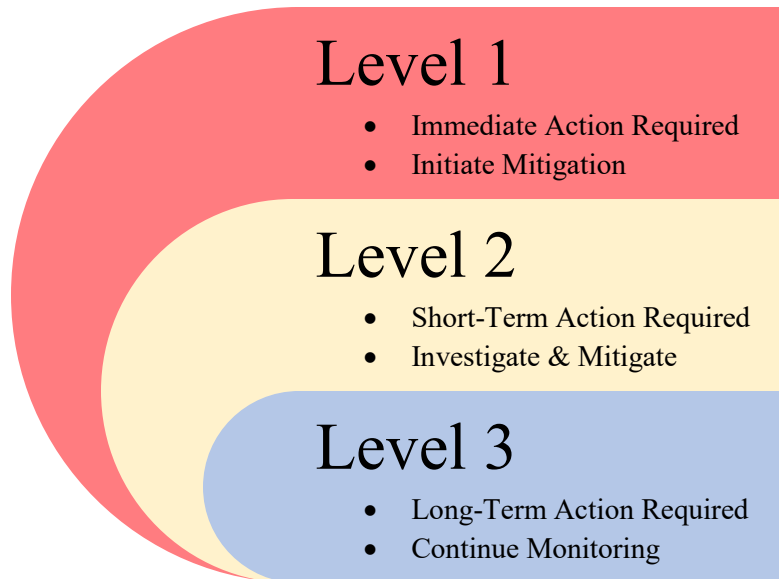 Level 1
• Immediate Action Required
• Initiate Mitigation
Level 2
• Short-Term Action Required
• Investigate & Mitigate
Level 3
• Long-Term Action Required
• Continue Monitoring